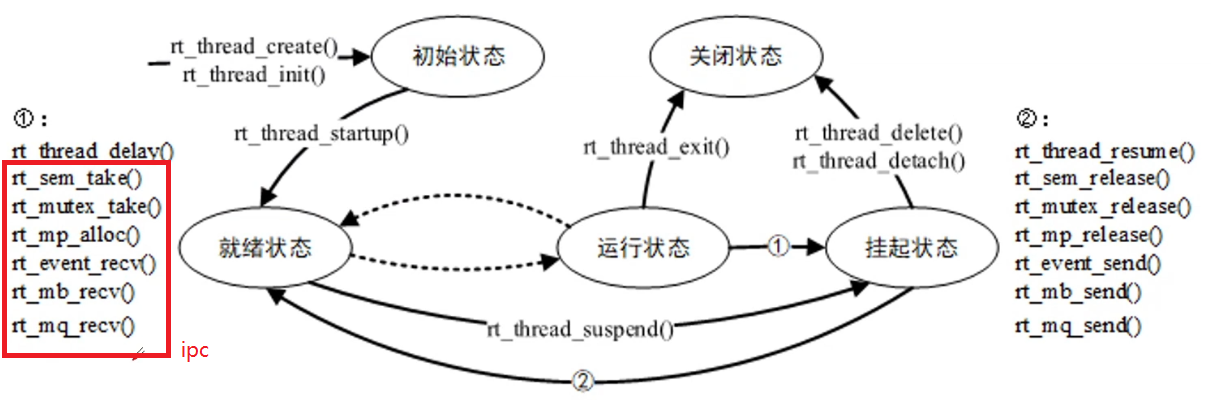 rt_thread_create()
rt_thread_init()
初始状态
关闭状态
①：
rt_thread_delay()
rt_sem_take()
rt_mutex_take()
rt_mp_alloc()
rt_event_recv()
rt_mb_recv()
rt_mq_recv()
ipc
rt_thread_startup()
rt_thread_exit()
rt_thread_delete()
rt_thread_detach()
②：
rt_thread_resume()
rt_sem_release()
rt_mutex_release()
rt_mp_release()
rt_event_send()
rt_mb_send()
rt_mq_send()
就绪状态
运行状态
①
挂起状态
rt_thread_suspend()
②